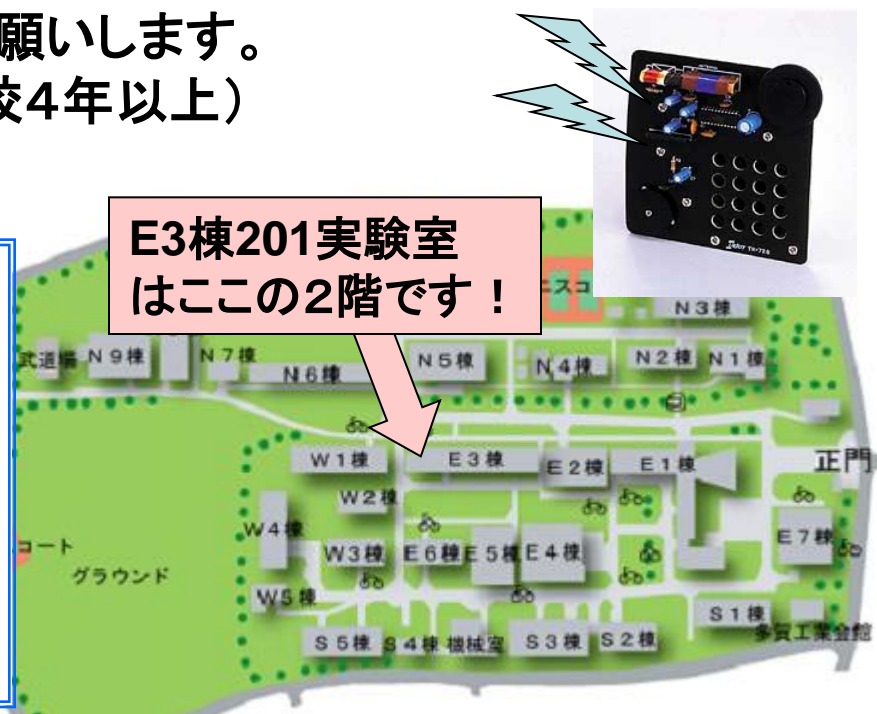 願いします。
校４年以上）
E3棟201実験室
はここの２階です！
ニスコ
N3棟
武道場
N9棟
N7棟
N6棟
N5棟
N4棟
N2棟
N1棟
W1棟
E3棟
E2棟
E1棟
正門
W2棟
W4棟
W3棟
E6棟
E5棟
E4棟
E7棟
コート
グラウンド
W5棟
S5棟
S4棟
機械室
S3棟
S2棟
S1棟
多賀工業会館